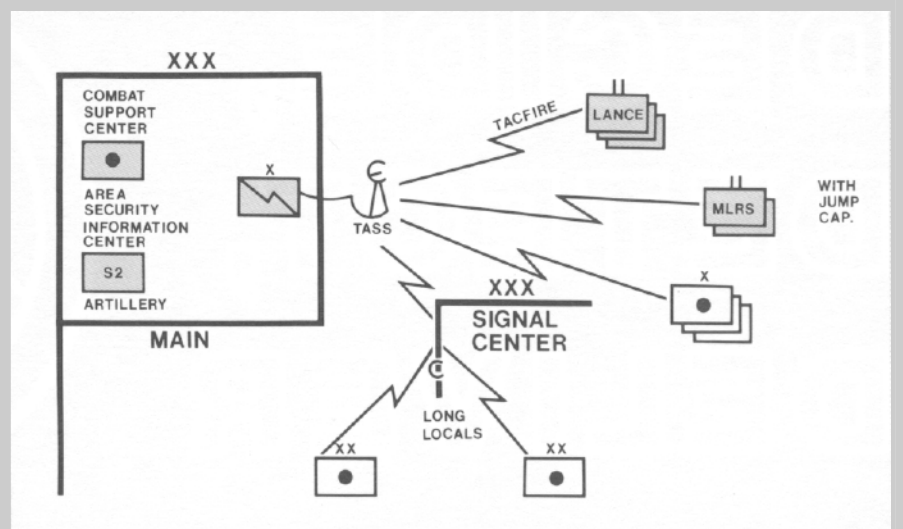 XXX
COMBAT
SUPPORT
CENTER
AREA
SECURITY
INFORMATION
CENTER
S2
ARTILLERY
MAIN
X
TASS
TACFIRE
LANCE
MLRS
WITH
JUMP
CAP.
X
XXX
SIGNAL
CENTER
LONG
LOCALS
XX
XX